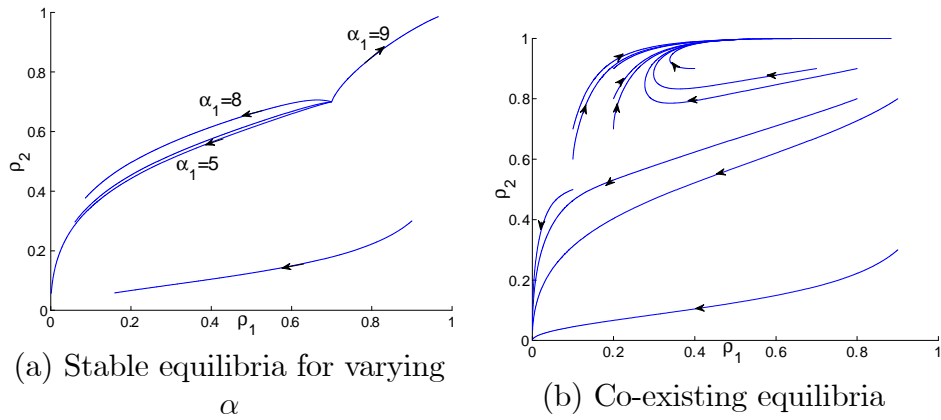 1
0.8
0.6
0.4
0.2
0
ρ2
α1=9
α1=8
α1=5
0 0.2 0.4 0.6 0.8 1
ρ1
(a) Stable equilibria for varying
α
1
0.8
0.6
0.4
0.2
0
ρ2
0 0.2 0.4 0.6 0.8 1
ρ1
(b) Co-existing equilibria